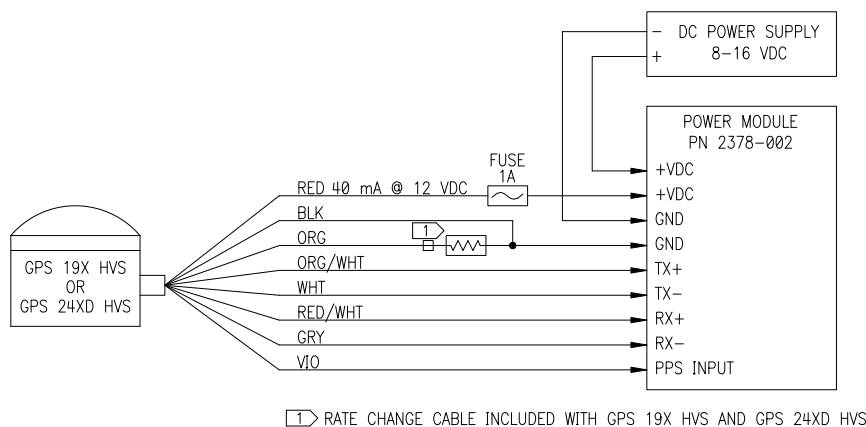 - DC POWER SUPPLY
+ 8-16 VDC
POWER MODULE
PN 2378-002
+VDC
+VDC
GND
GND
TX+
TX-
RX+
RX-
PPS INPUT
FUSE
1A
RED 40 mA @ 12 VDC
BLK
1
ORG
ORG/WHT
WHT
RED/WHT
GRY
VIO
GPS 19X HVS
OR
GPS 24XD HVS
1 RATE CHANGE CABLE INCLUDED WITH GPS 19X HVS AND GPS 24XD HVS